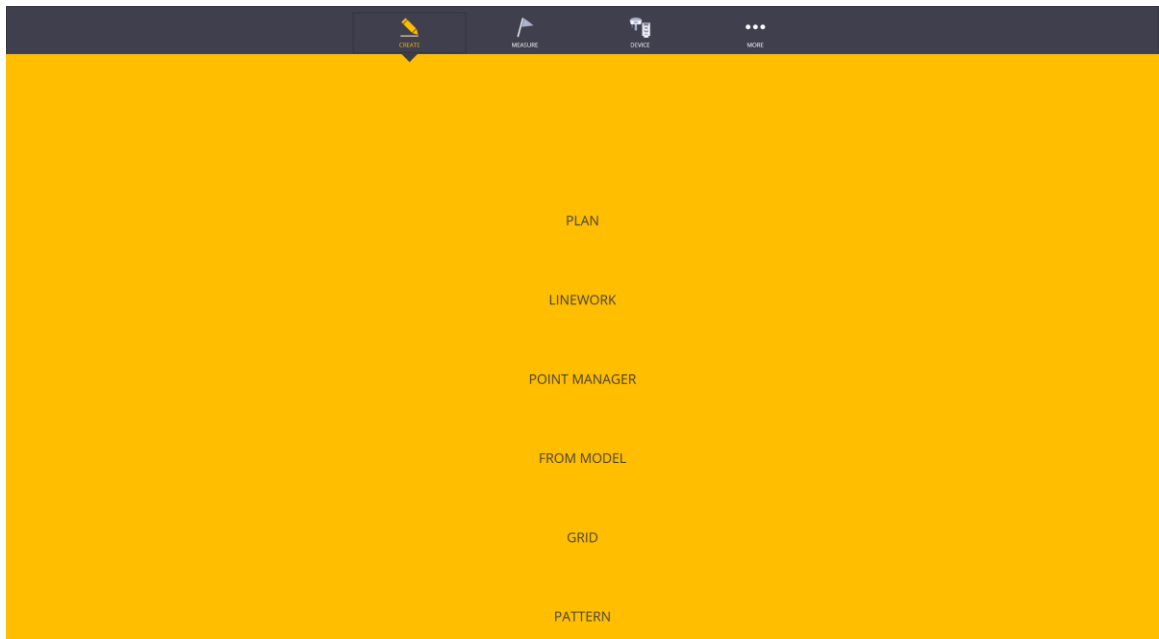 CREATE
MEASURE
DEVICE
MORE
PLAN
LINEWORK
POINT MANAGER
FROM MODEL
GRID
PATTERN